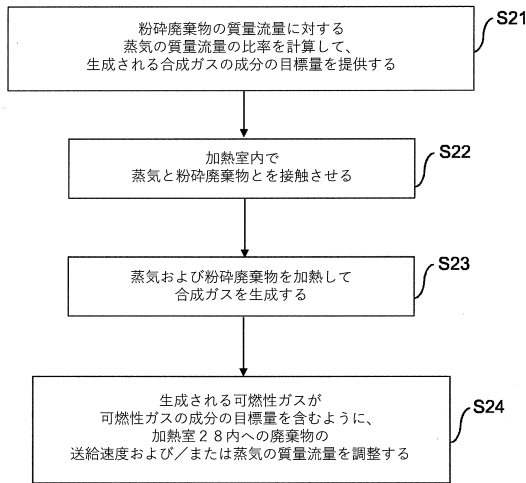 S21
粉砕廃棄物の質量流量に対する
蒸気の質量流量の比率を計算して、
生成される合成ガスの成分の目標量を提供する
S22
加熱室内で
蒸気と粉砕廃棄物とを接触させる
S23
蒸気および粉砕廃棄物を加熱して
合成ガスを生成する
S24
生成される可燃性ガスが
可燃性ガスの成分の目標量を含むように、
加熱室28内への廃棄物の
送給速度および/または蒸気の質量流量を調整する